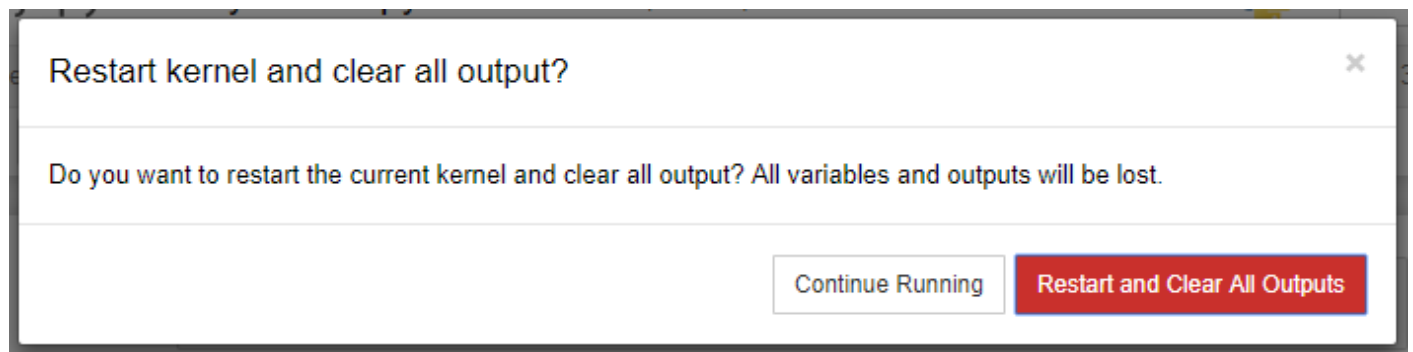 Restart kernel and clear all output?
Do you want to restart the current kernel and clear all output? All variables and outputs will be lost.
Continue Running
Restart and Clear All Outputs